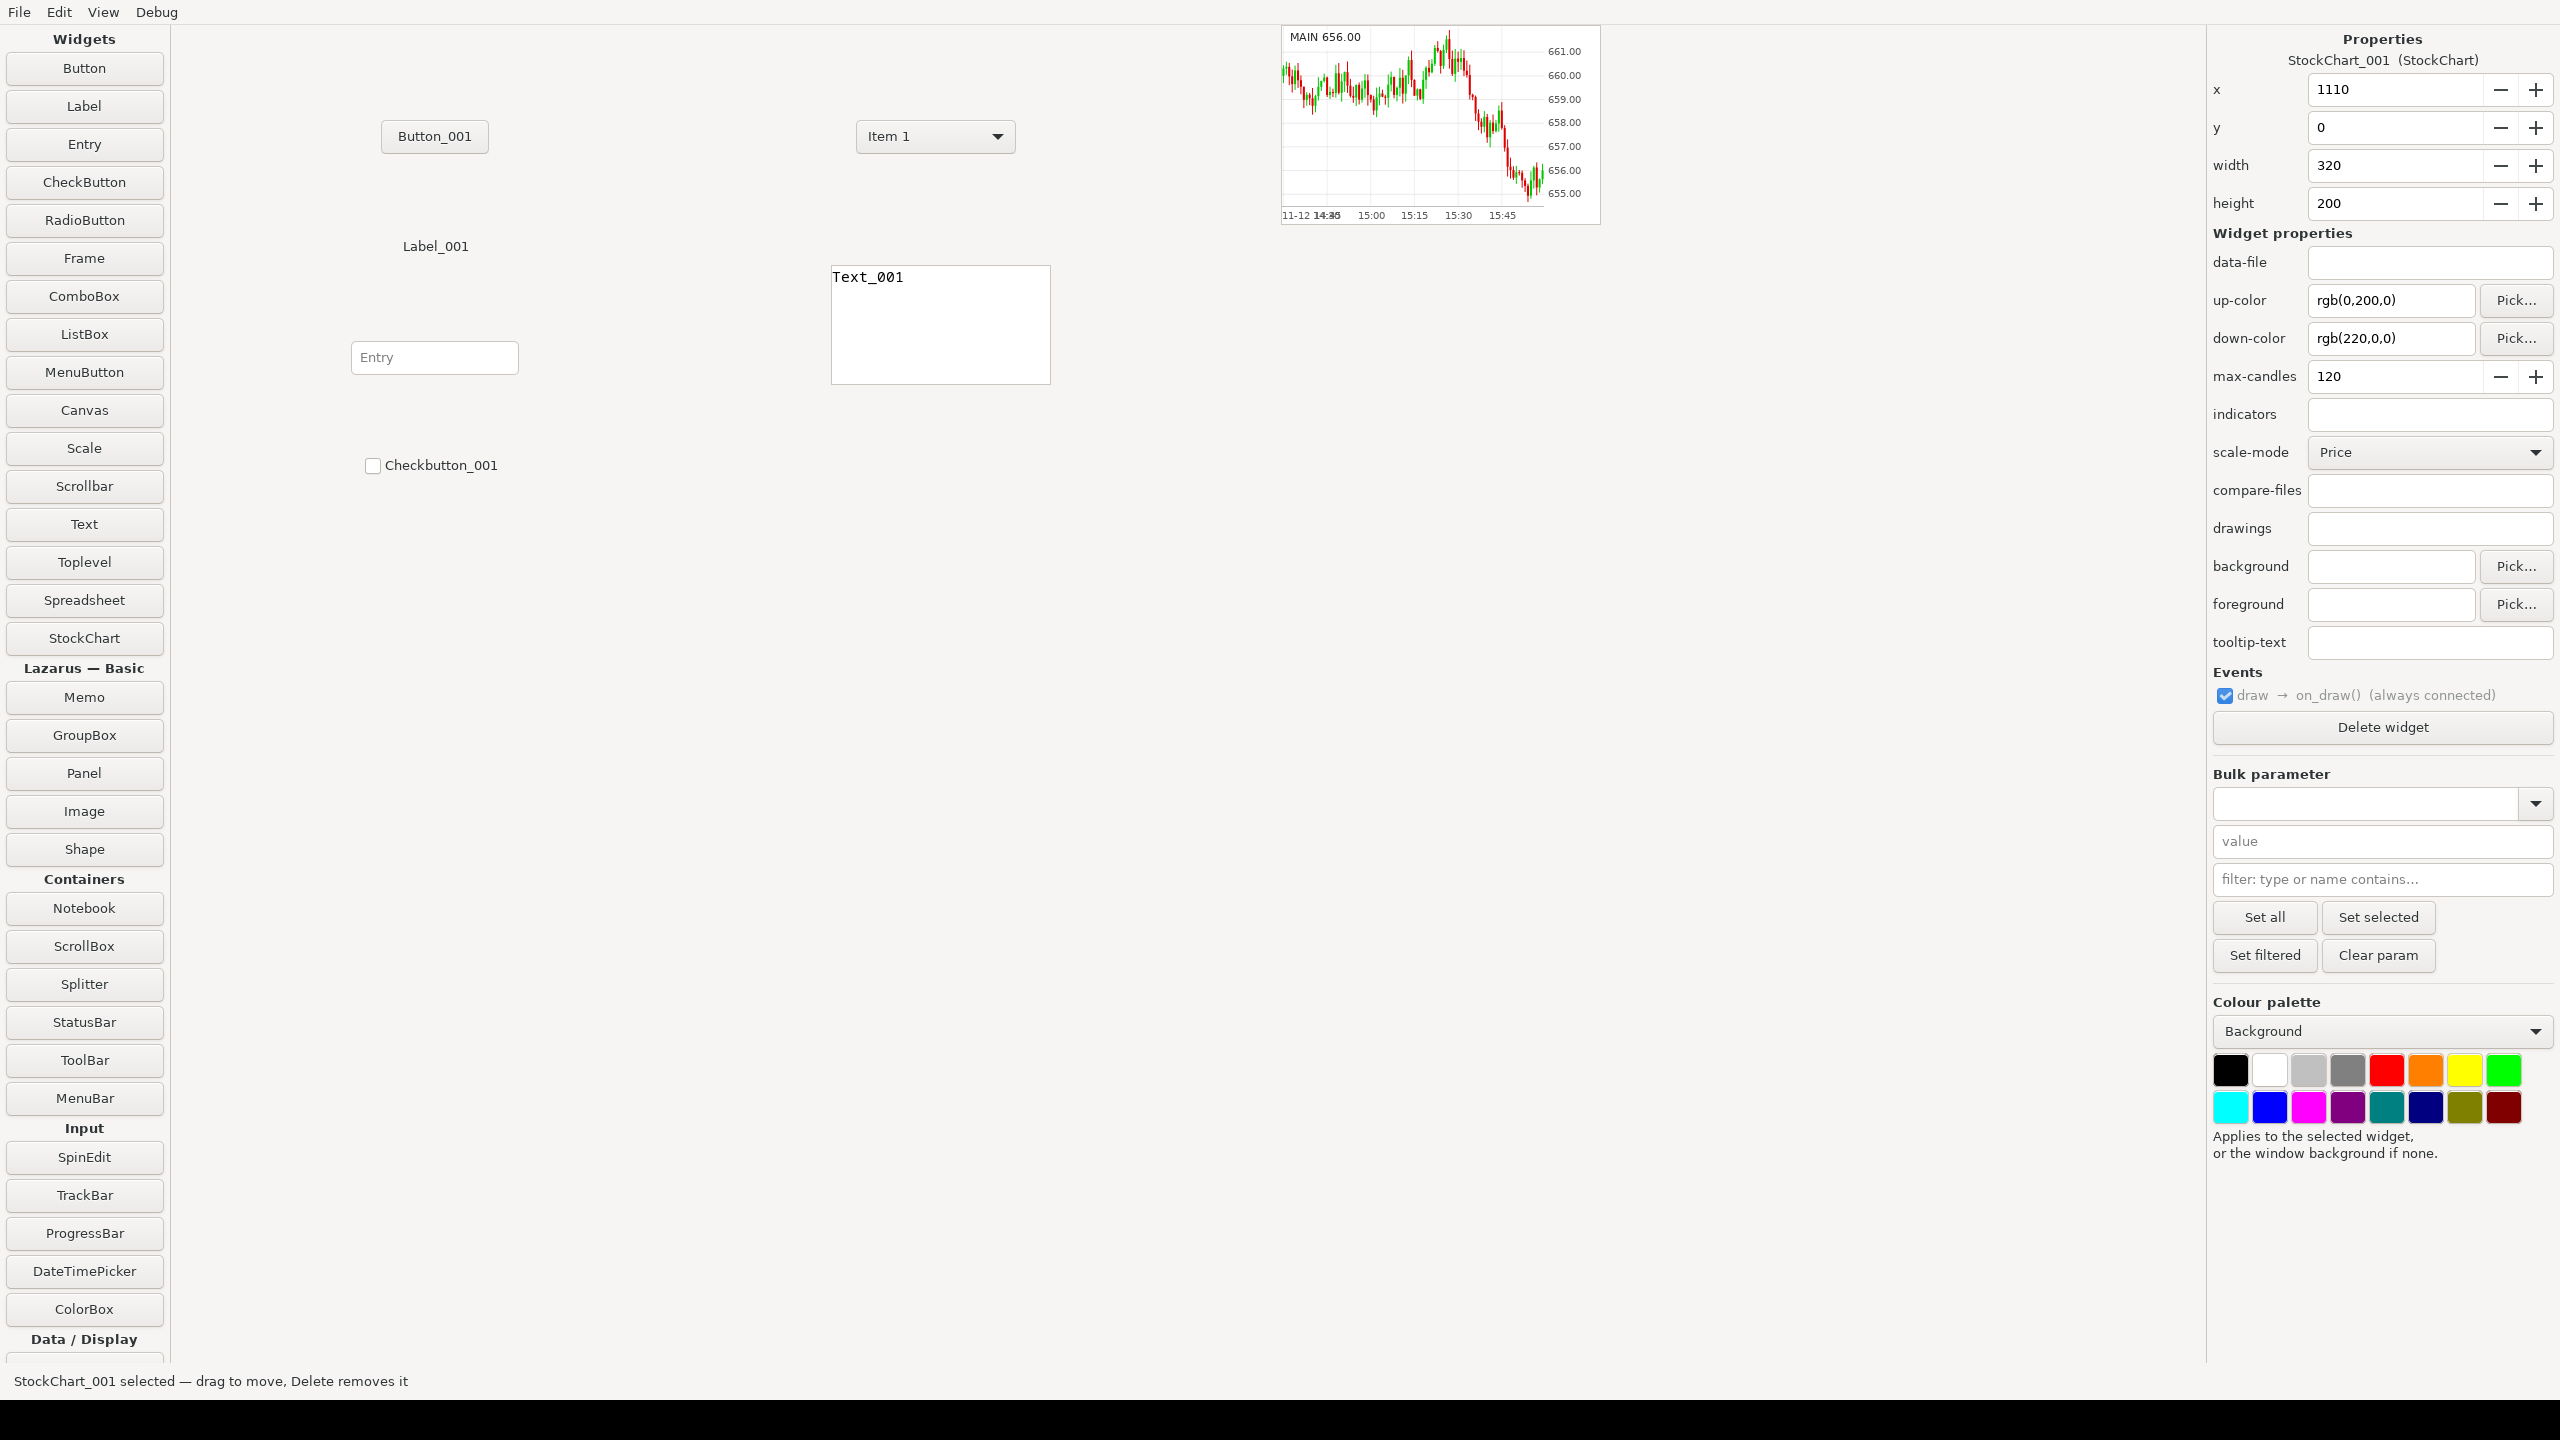 File Edit View Debug
Widgets
Button
Label
Entry
CheckButton
RadioButton
Frame
ComboBox
ListBox
MenuButton
Canvas
Scale
Scrollbar
Text
Toplevel
Spreadsheet
StockChart
Lazarus — Basic
Memo
GroupBox
Panel
Image
Shape
Containers
Notebook
ScrollBox
Splitter
StatusBar
ToolBar
MenuBar
Input
SpinEdit
TrackBar
ProgressBar
DateTimePicker
ColorBox
Data / Display
Button_001
Label_001
Entry
Checkbutton_001
Item 1
Text_001
MAIN 656.00
661.00
660.00
659.00
658.00
657.00
656.00
655.00
11-12 15:00 15:15 15:30 15:45
Properties
StockChart_001 (StockChart)
x 1110
y 0
width 320
height 200
Widget properties
data-file
up-color rgb(0,200,0) Pick...
down-color rgb(220,0,0) Pick...
max-candles 120
indicators
scale-mode Price
compare-files
drawings
background Pick...
foreground Pick...
tooltip-text
Events
draw → on_draw() (always connected)
Delete widget
Bulk parameter
value
filter: type or name contains...
Set all Set selected
Set filtered Clear param
Colour palette
Background
Applies to the selected widget,
or the window background if none.
StockChart_001 selected — drag to move, Delete removes it